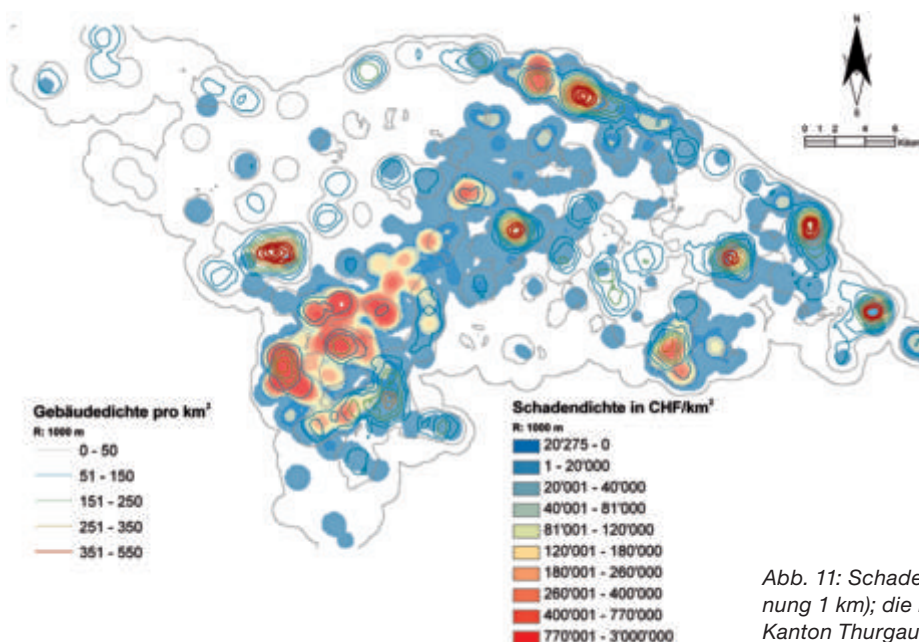 N
S
0 1 2 4 6
Gebäudedichte pro km²
R: 1000 m
0 - 50
51 - 150
151 - 250
251 - 350
351 - 550
Schadendichte in CHF/km²
R: 1000 m
20'275 - 0
1 - 20'000
20'001 - 40'000
40'001 - 81'000
81'001 - 120'000
120'001 - 180'000
180'001 - 260'000
260'001 - 400'000
400'001 - 770'000
770'001 - 3'000'000
Abb. 11: Schade
nung 1 km); die
Kanton Thurgau